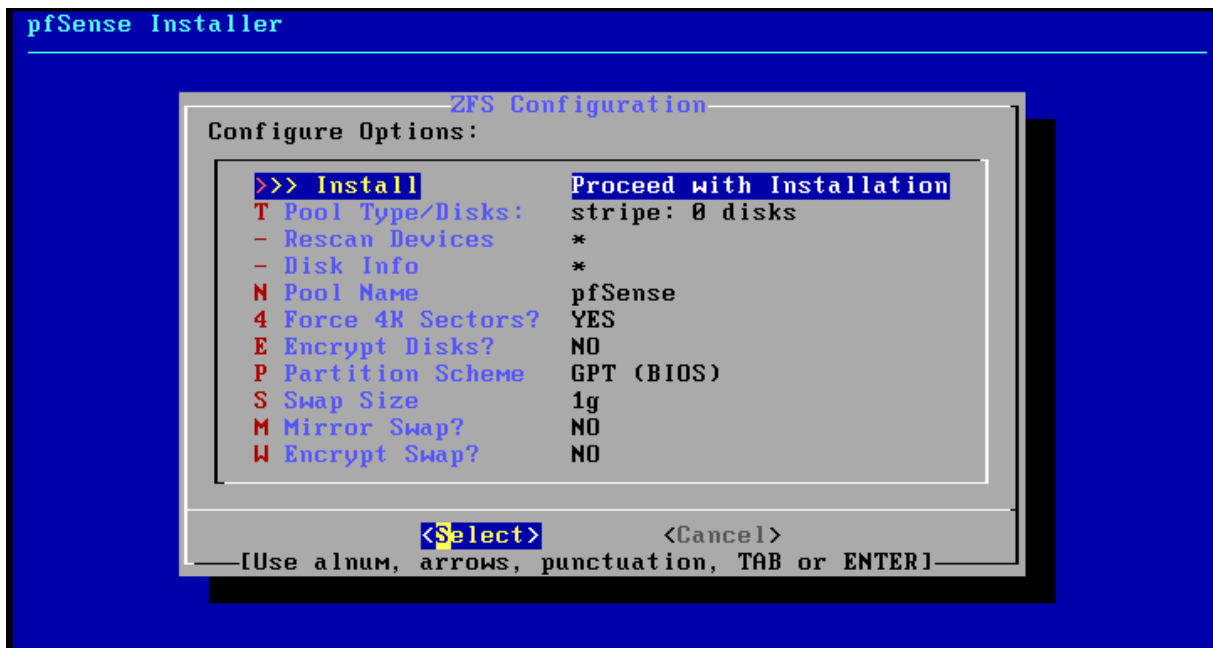 pfSense Installer
ZFS Configuration
Configure Options:
>>> Install Proceed with Installation
T Pool Type/Disks: stripe: 0 disks
- Rescan Devices *
- Disk Info *
N Pool Name pfSense
4 Force 4K Sectors? YES
E Encrypt Disks? NO
P Partition Scheme GPT (BIOS)
S Swap Size 1g
M Mirror Swap? NO
W Encrypt Swap? NO
<Select> <Cancel>
[Use alnum, arrows, punctuation, TAB or ENTER]